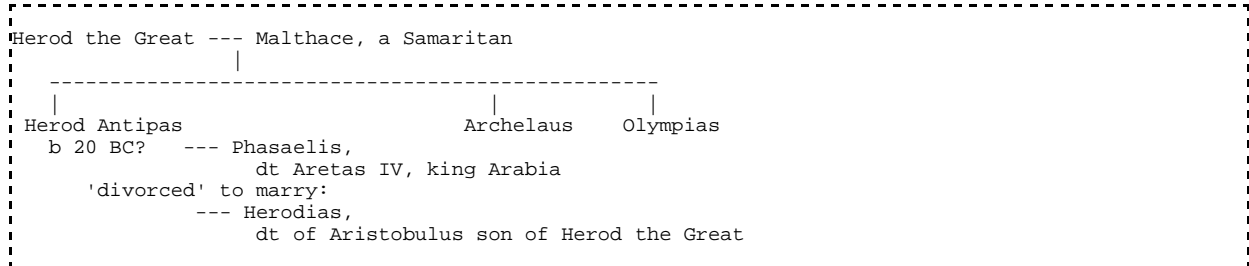 Herod the Great --- Malthace, a Samaritan
|
--------------------------------------------------
| | |
Herod Antipas Archelaus Olympias
b 20 BC? --- Phasaelis,
dt Aretas IV, king Arabia
'divorced' to marry:
--- Herodias,
dt of Aristobulus son of Herod the Great